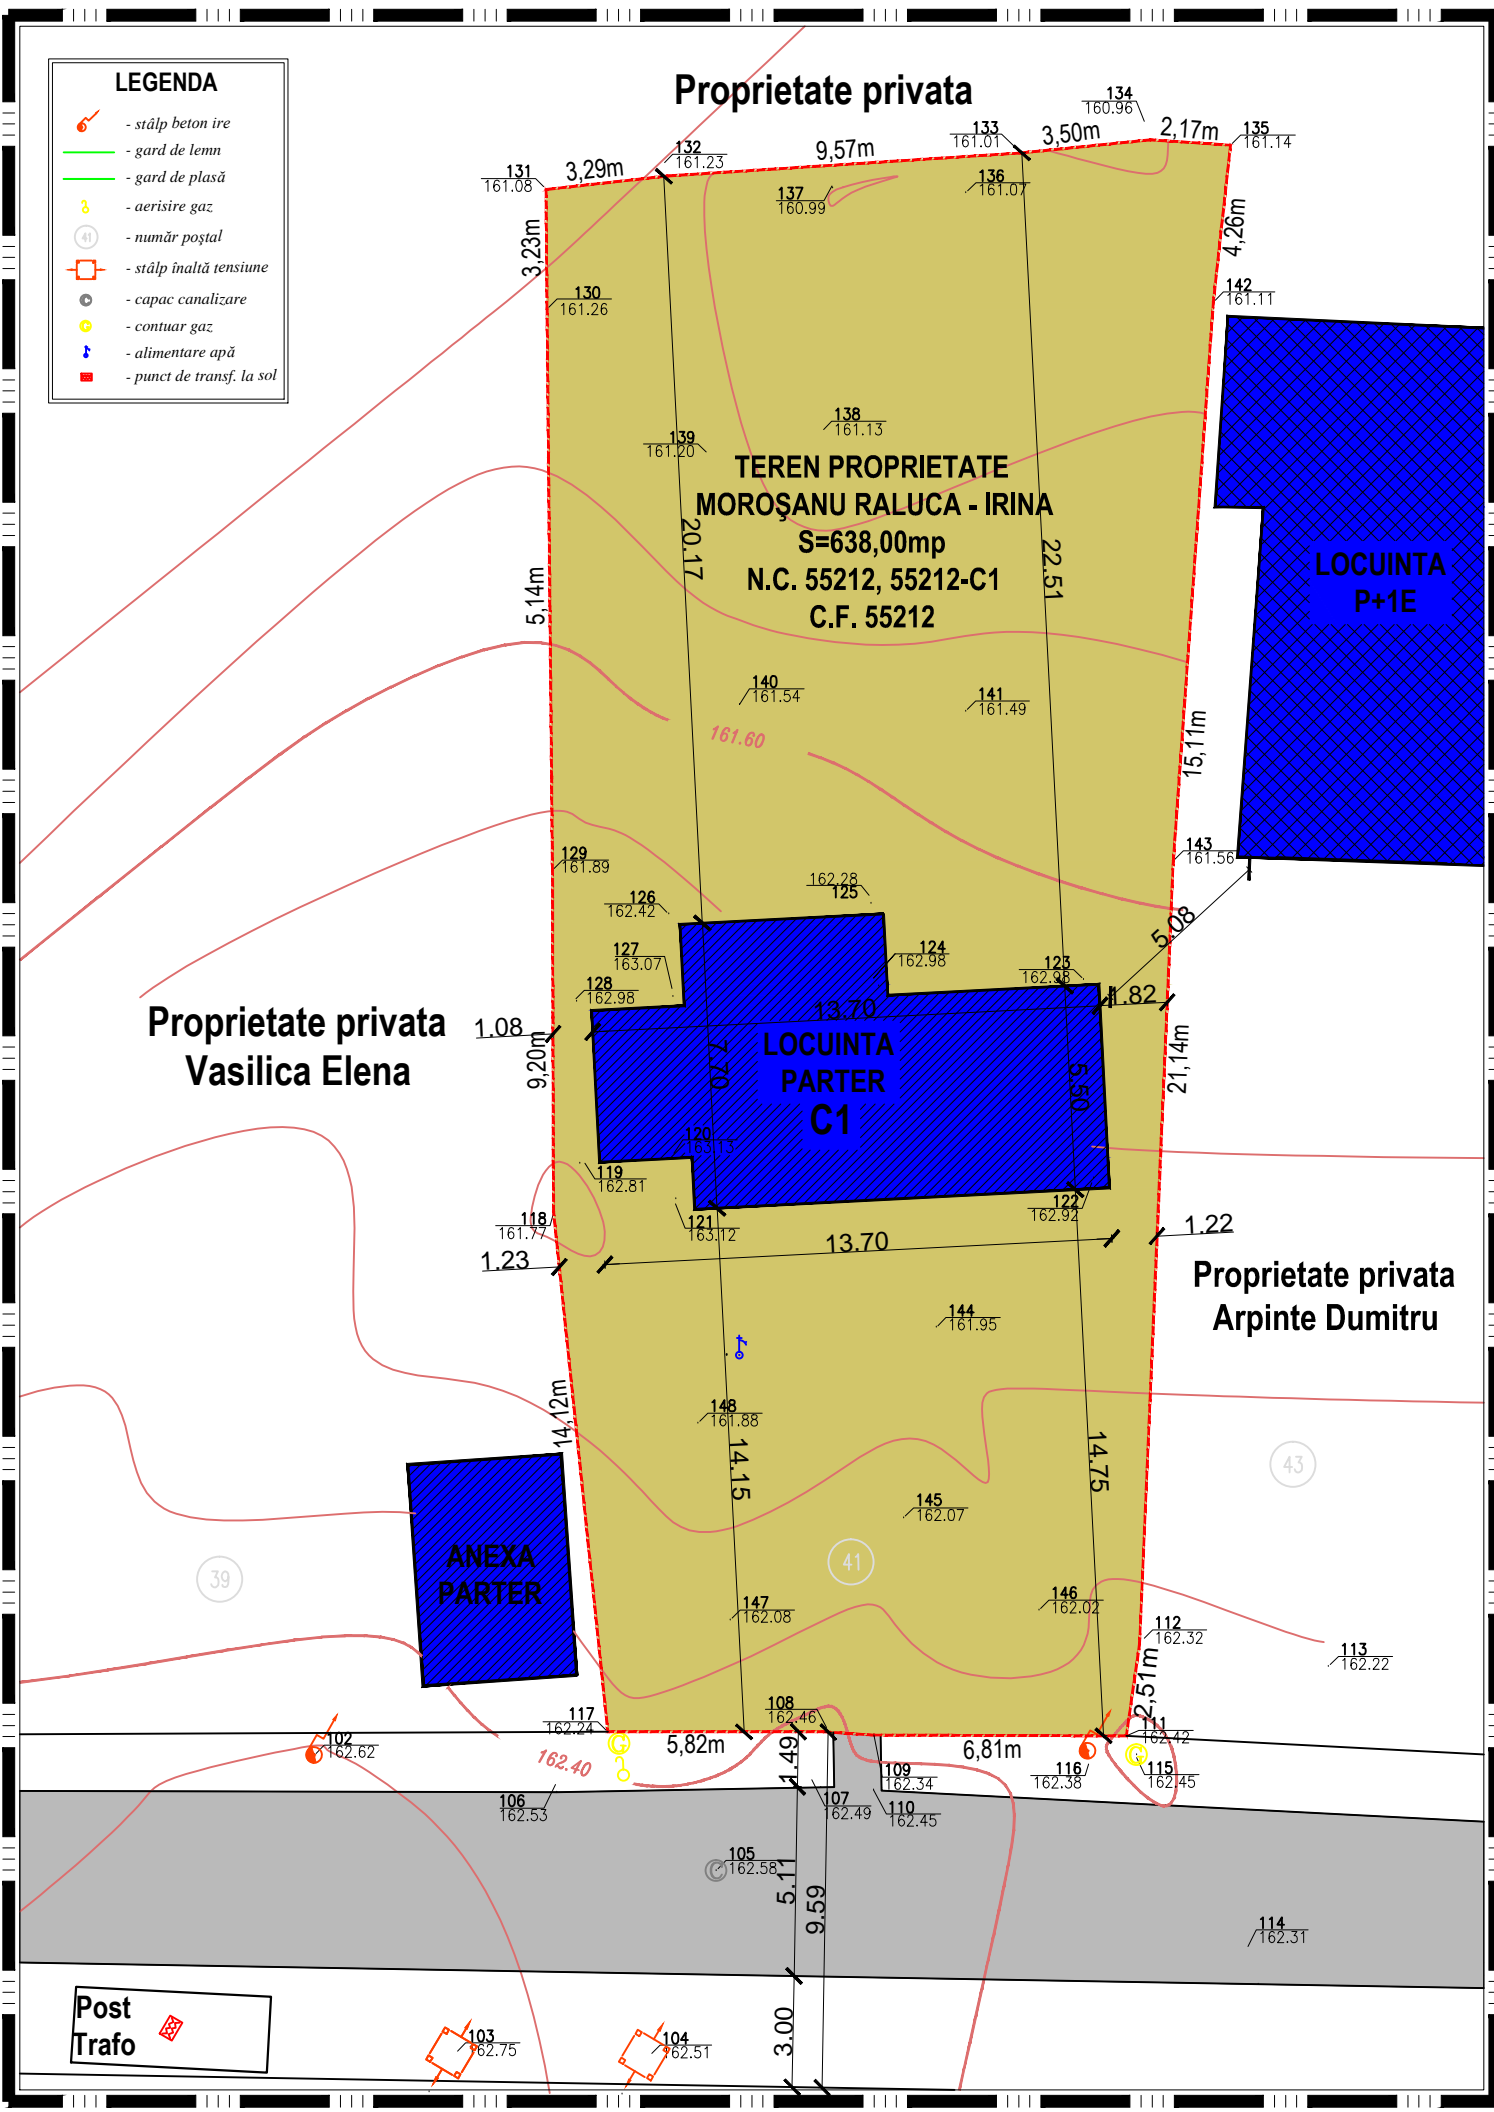 LEGENDA
- stâlp beton ire
- gard de lemn
- gard de plasă
- aerisire gaz
41 - număr poștal
- stâlp înaltă tensiune
- capac canalizare
- contuar gaz
- alimentare apă
- punct de transf. la sol
Proprietate privata
134
160.96
133
161.01
3,50m
2,17m
135
161.14
132
161.23
9,57m
131
161.08
3,29m
137
160.99
136
161.07
3,23m
4,26m
130
161.26
142
161.11
138
161.13
139
161.20
TEREN PROPRIETATE
MOROȘANU RALUCA - IRINA
S=638,00mp
N.C. 55212, 55212-C1
C.F. 55212
20.17
22.51
5,14m
LOCUINTA
P+1E
140
161.54
141
161.49
161.60
15,11m
129
161.89
143
161.56
126
162.42
162.28
125
127
163.07
124
162.98
123
162.98
5.08
128
162.98
1.82
13.70
1.08
Proprietate privata
Vasilica Elena
9,20m
7.70
LOCUINTA
PARTER
C1
5.50
21,14m
120
163.13
119
162.81
118
161.77
121
163.12
122
162.92
1.22
1.23
13.70
Proprietate privata
Arpinte Dumitru
144
161.95
14,12m
148
161.88
14.15
14.75
43
145
162.07
ANEXA
PARTER
39
41
147
162.08
146
162.02
112
162.32
113
162.22
2,51m
117
162.24
108
162.46
111
162.42
102
162.62
5,82m
1.49
6,81m
162.40
G
G
109
162.34
116
162.38
115
162.45
106
162.53
107
162.49
110
162.45
105
162.58
C
5.11
9.59
114
162.31
Post
Trafo
103
162.75
104
162.51
3.00